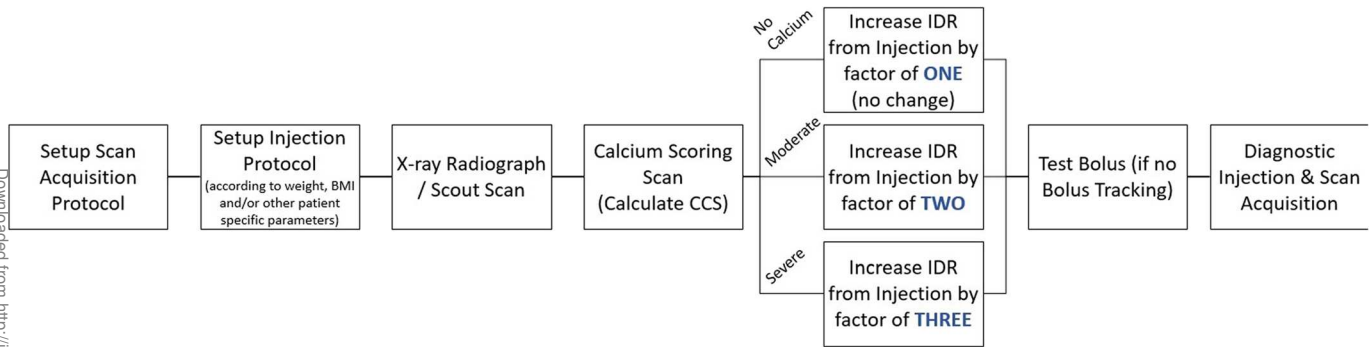 Setup Scan
Acquisition
Protocol
Setup Injection
Protocol
(according to weight, BMI
and/or other patient
specific parameters)
X-ray Radiograph
/ Scout Scan
Calcium Scoring
Scan
(Calculate CCS)
No
Calcium
Increase IDR
from Injection by
factor of ONE
(no change)
Moderate
Increase IDR
from Injection by
factor of TWO
Severe
Increase IDR
from Injection by
factor of THREE
Test Bolus (if no
Bolus Tracking)
Diagnostic
Injection & Scan
Acquisition
Downloaded from